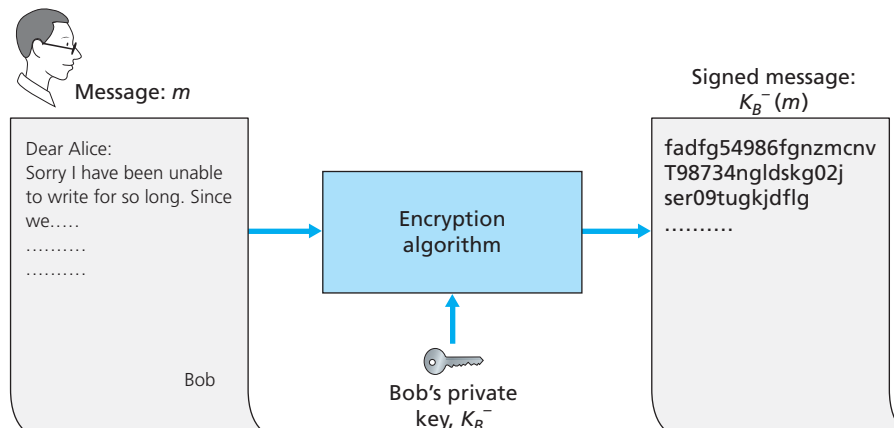 Message: m
Dear Alice:
Sorry I have been unable
to write for so long. Since
we.....
..........
..........
Bob
Encryption
algorithm
Bob's private
key, K_B^–
Signed message:
K_B^– (m)
fadfg54986fgnzmcnv
T98734ngldskg02j
ser09tugkjdflg
..........